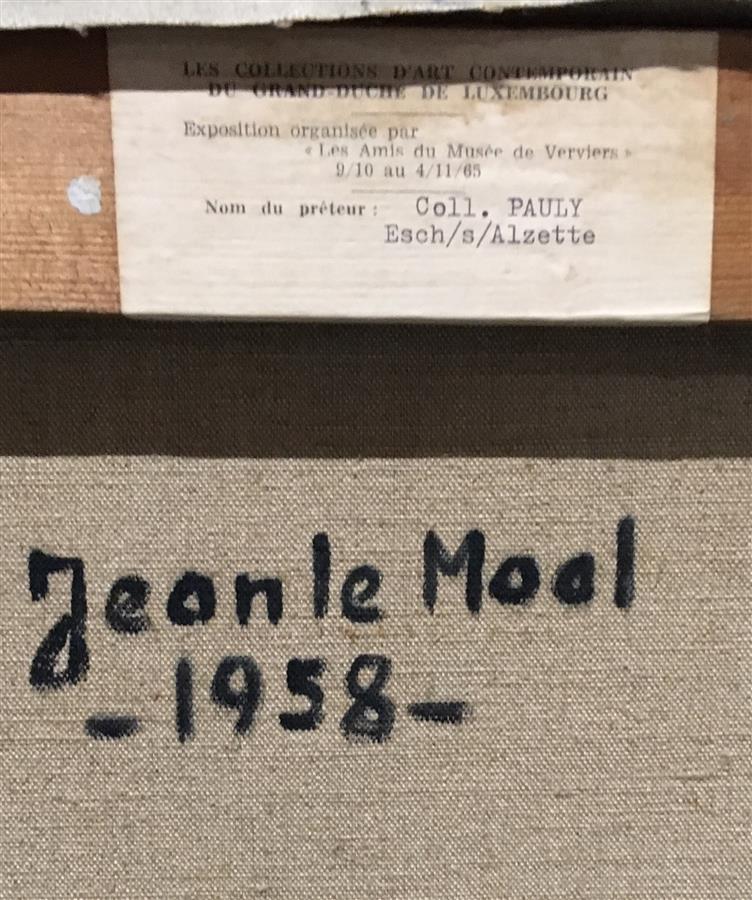 LES COLLECTIONS D'ART CONTEMPORAIN
DU GRAND-DUCHÉ DE LUXEMBOURG
Exposition organisée par
« Les Amis du Musée de Verviers »
9/10 au 4/11/65
Nom du prêteur : Coll. PAULY
Esch/s/Alzette
Jean le Moal
- 1958 -